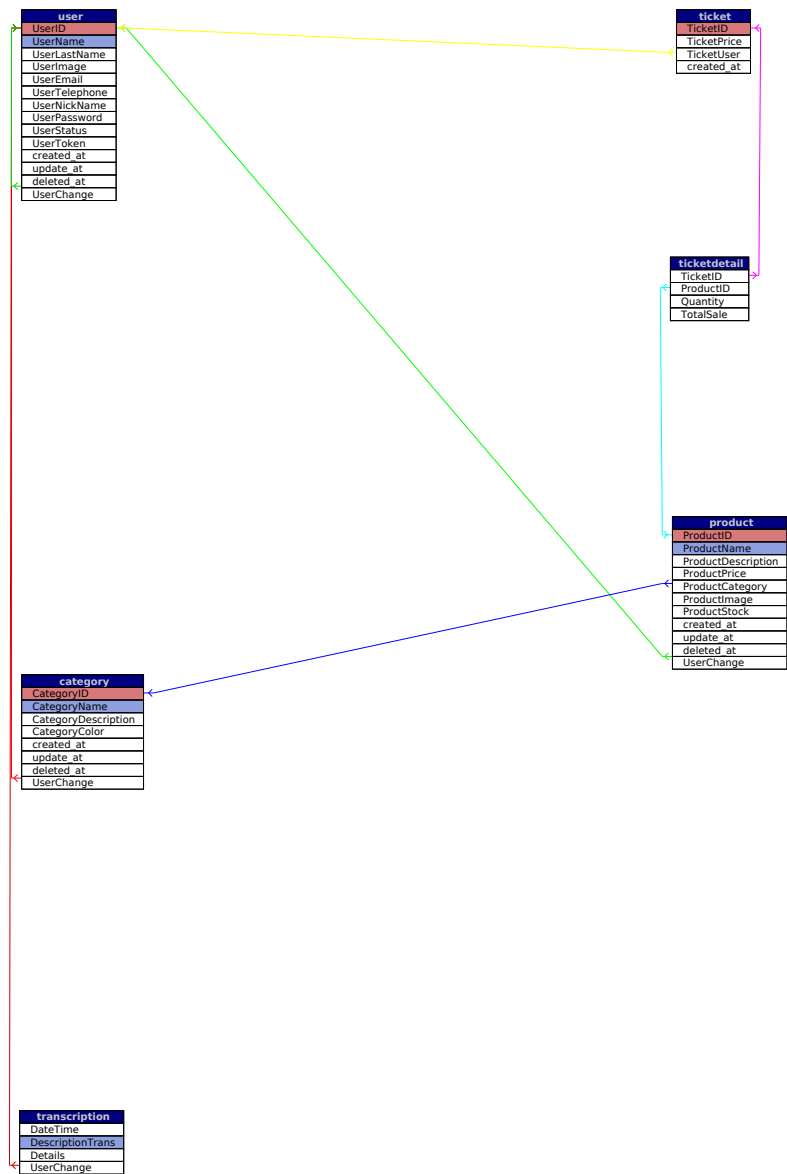 user
UserID
UserName
UserLastName
UserImage
UserEmail
UserTelephone
UserNickName
UserPassword
UserStatus
UserToken
created_at
update_at
deleted_at
UserChange
ticket
TicketID
TicketPrice
TicketUser
created_at
ticketdetail
TicketID
ProductID
Quantity
TotalSale
product
ProductID
ProductName
ProductDescription
ProductPrice
ProductCategory
ProductImage
ProductStock
created_at
update_at
deleted_at
UserChange
category
CategoryID
CategoryName
CategoryDescription
CategoryColor
created_at
update_at
deleted_at
UserChange
transcription
DateTime
DescriptionTrans
Details
UserChange